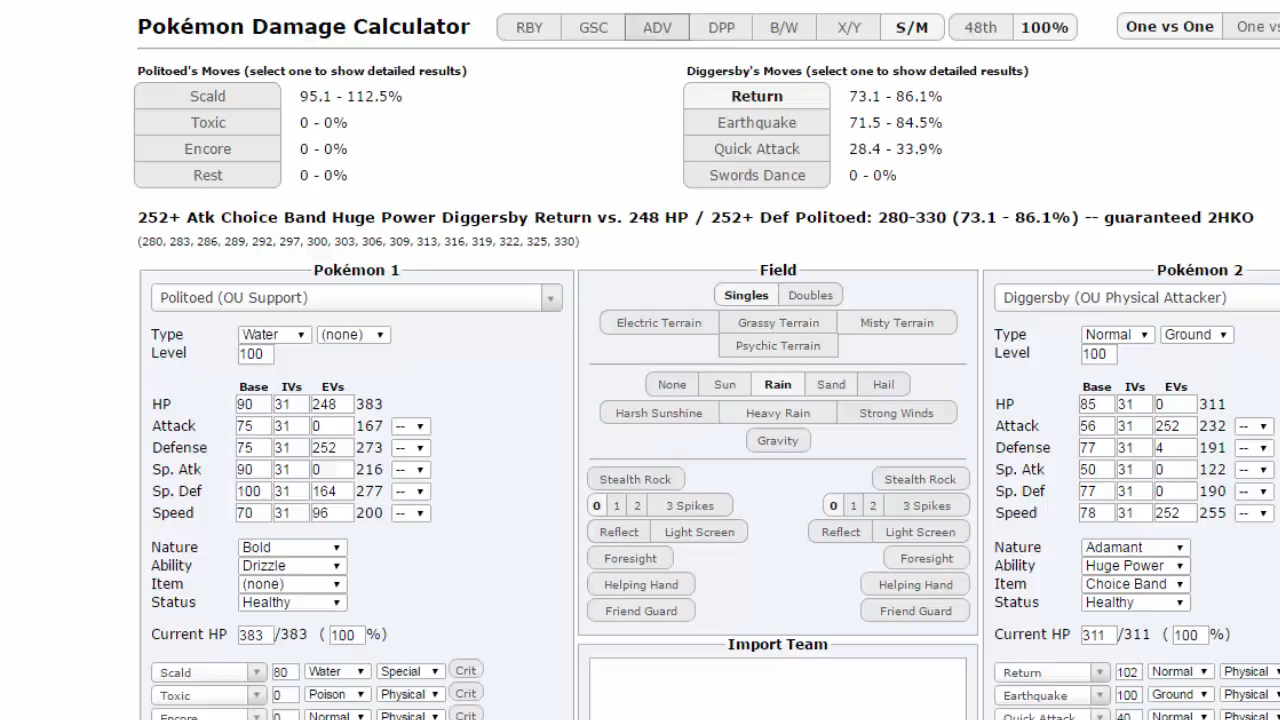 Pokémon Damage Calculator RBY GSC ADV DPP B/W X/Y S/M 48th 100% One vs One One vs
Politoed's Moves (select one to show detailed results) Diggersby's Moves (select one to show detailed results)
Scald 95.1 - 112.5% Return 73.1 - 86.1%
Toxic 0 - 0% Earthquake 71.5 - 84.5%
Encore 0 - 0% Quick Attack 28.4 - 33.9%
Rest 0 - 0% Swords Dance 0 - 0%
252+ Atk Choice Band Huge Power Diggersby Return vs. 248 HP / 252+ Def Politoed: 280-330 (73.1 - 86.1%) -- guaranteed 2HKO
(280, 283, 286, 289, 292, 297, 300, 303, 306, 309, 313, 316, 319, 322, 325, 330)
Pokémon 1
Politoed (OU Support)
Type Water (none)
Level 100
Base IVs EVs
HP 90 31 248 383
Attack 75 31 0 167 --
Defense 75 31 252 273 --
Sp. Atk 90 31 0 216 --
Sp. Def 100 31 164 277 --
Speed 70 31 96 200 --
Nature Bold
Ability Drizzle
Item (none)
Status Healthy
Current HP 383 /383 ( 100 %)
Scald 80 Water Special Crit
Toxic 0 Poison Physical Crit
Encore 0 Normal Physical Crit
Field
Singles Doubles
Electric Terrain Grassy Terrain Misty Terrain
Psychic Terrain
None Sun Rain Sand Hail
Harsh Sunshine Heavy Rain Strong Winds
Gravity
Stealth Rock Stealth Rock
0 1 2 3 Spikes 0 1 2 3 Spikes
Reflect Light Screen Reflect Light Screen
Foresight Foresight
Helping Hand Helping Hand
Friend Guard Friend Guard
Import Team
Pokémon 2
Diggersby (OU Physical Attacker)
Type Normal Ground
Level 100
Base IVs EVs
HP 85 31 0 311
Attack 56 31 252 232 --
Defense 77 31 4 191 --
Sp. Atk 50 31 0 122 --
Sp. Def 77 31 0 190 --
Speed 78 31 252 255 --
Nature Adamant
Ability Huge Power
Item Choice Band
Status Healthy
Current HP 311 /311 ( 100 %)
Return 102 Normal Physical
Earthquake 100 Ground Physical
Quick Attack 40 Normal Physical